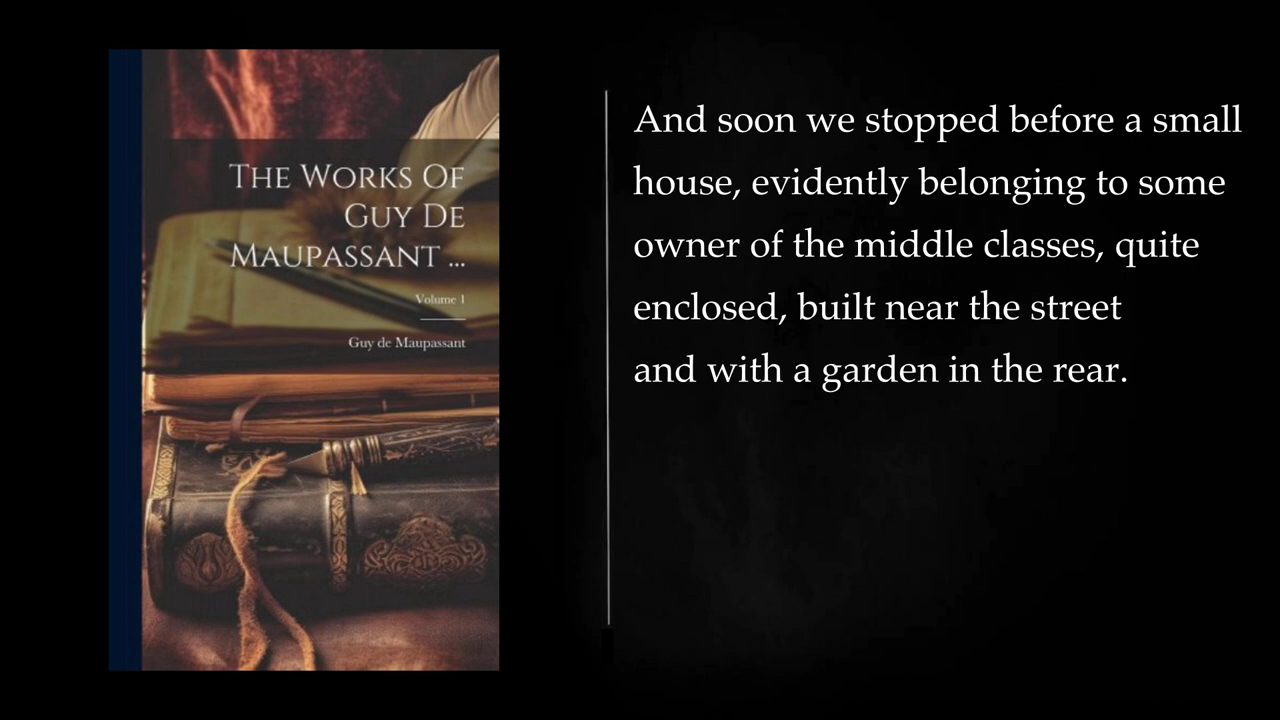 The Works Of
Guy De
Maupassant ...
Volume 1
Guy de Maupassant
And soon we stopped before a small
house, evidently belonging to some
owner of the middle classes, quite
enclosed, built near the street
and with a garden in the rear.